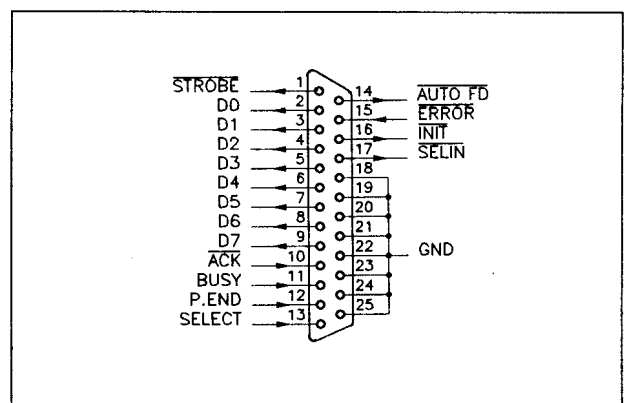 STROBE 1
D0 2
D1 3
D2 4
D3 5
D4 6
D5 7
D6 8
D7 9
ACK 10
BUSY 11
P.END 12
SELECT 13
14 AUTO FD
15 ERROR
16 INIT
17 SELIN
18
19
20
21
22 GND
23
24
25